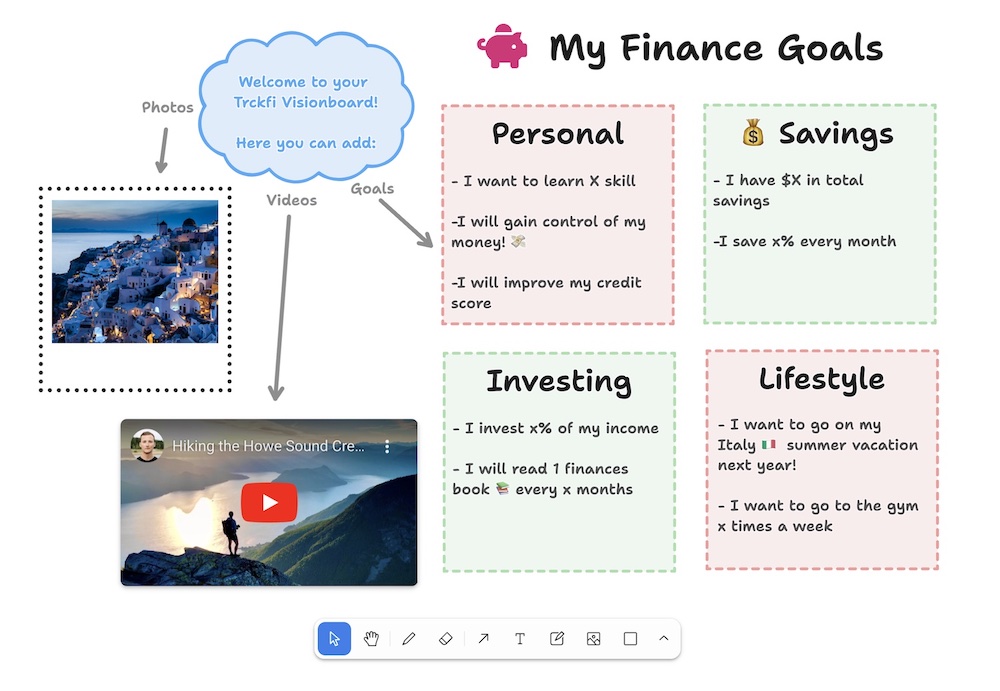 My Finance Goals
Welcome to your
Trckfi Visionboard!
Here you can add:
Photos
Videos
Goals
Hiking the Howe Sound Cre...
Personal
- I want to learn X skill
-I will gain control of my
money! 💸
-I will improve my credit
score
💰 Savings
- I have $X in total
savings
-I save x% every month
Investing
- I invest x% of my income
- I will read 1 finances
book 📚 every x months
Lifestyle
- I want to go on my
Italy 🇮🇹 summer vacation
next year!
- I want to go to the gym
x times a week
T